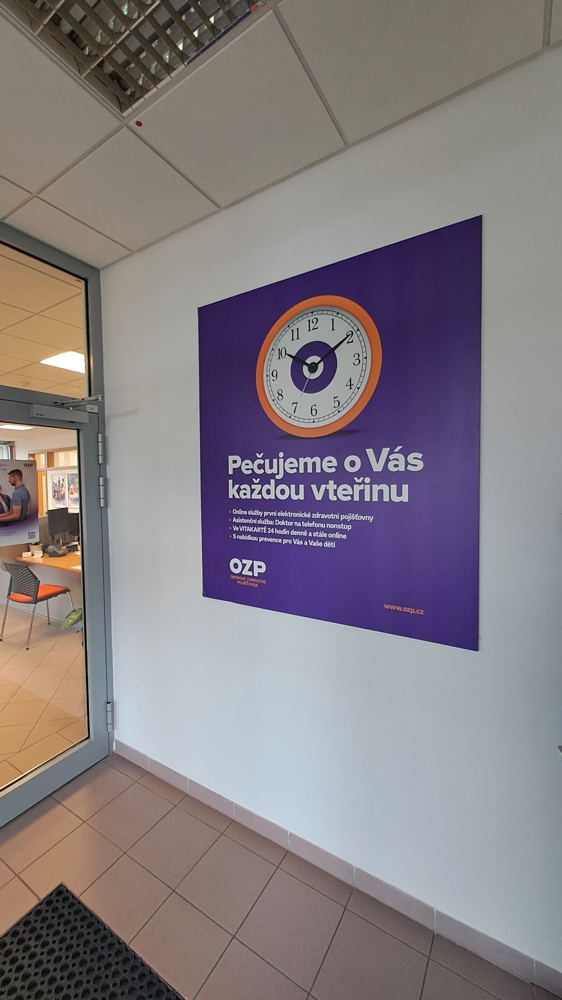 12
1
2
3
4
5
6
7
8
9
10
11
Pečujeme o Vás
každou vteřinu
• Online služby první elektronické zdravotní pojišťovny
• Asistenční služba: Doktor na telefonu nonstop
• Ve VITAKARTĚ 24 hodin denně a stále online
• S nabídkou prevence pro Vás a Vaše děti
OZP
OBOROVÁ ZDRAVOTNÍ
POJIŠŤOVNA
www.ozp.cz
OZP